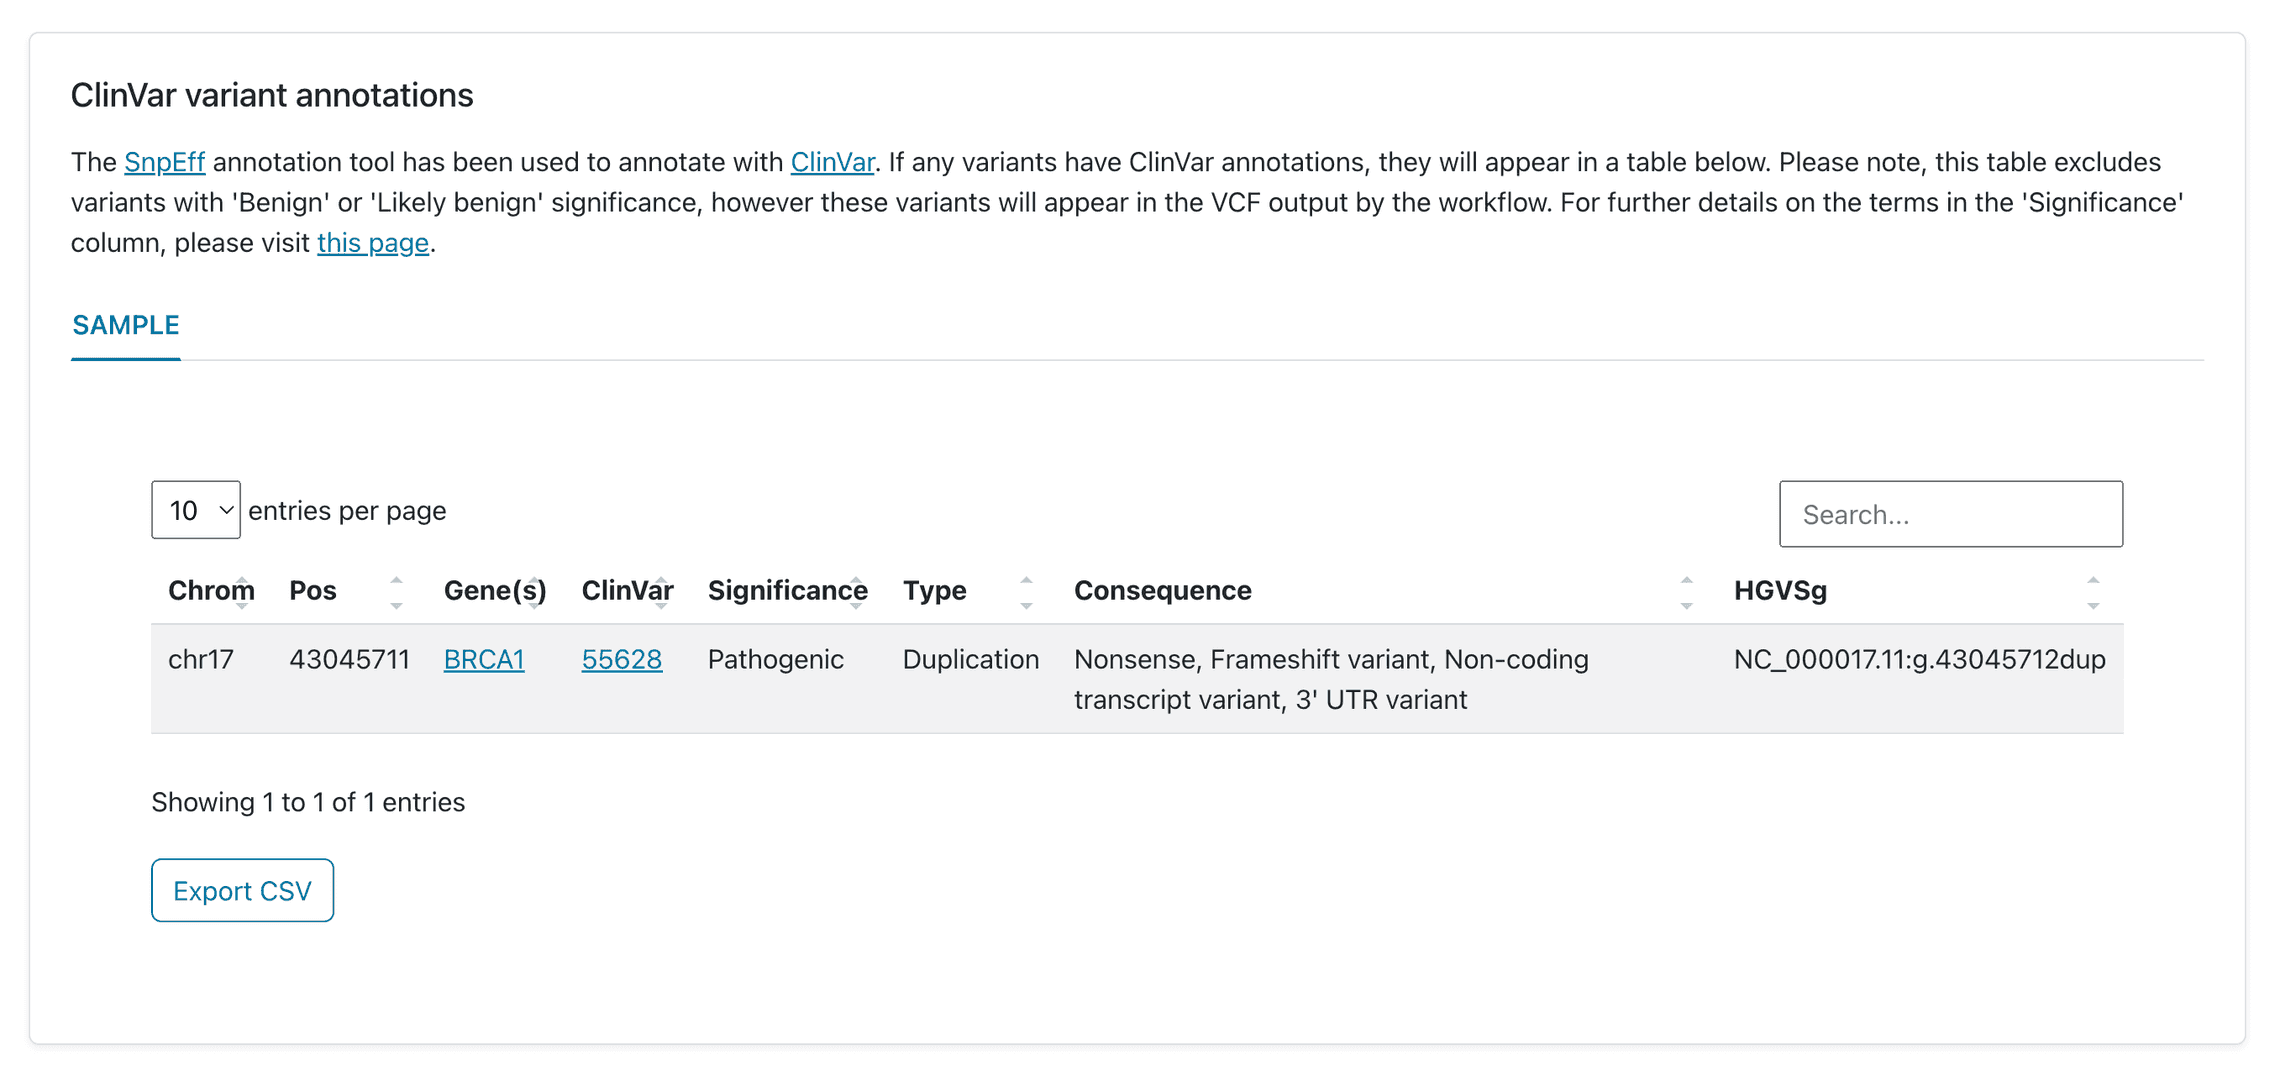 ClinVar variant annotations
The SnpEff annotation tool has been used to annotate with ClinVar. If any variants have ClinVar annotations, they will appear in a table below. Please note, this table excludes
variants with 'Benign' or 'Likely benign' significance, however these variants will appear in the VCF output by the workflow. For further details on the terms in the 'Significance'
column, please visit this page.
SAMPLE
10 entries per page
Search...
Chrom Pos Gene(s) ClinVar Significance Type Consequence HGVSg
chr17 43045711 BRCA1 55628 Pathogenic Duplication Nonsense, Frameshift variant, Non-coding NC_000017.11:g.43045712dup
transcript variant, 3' UTR variant
Showing 1 to 1 of 1 entries
Export CSV